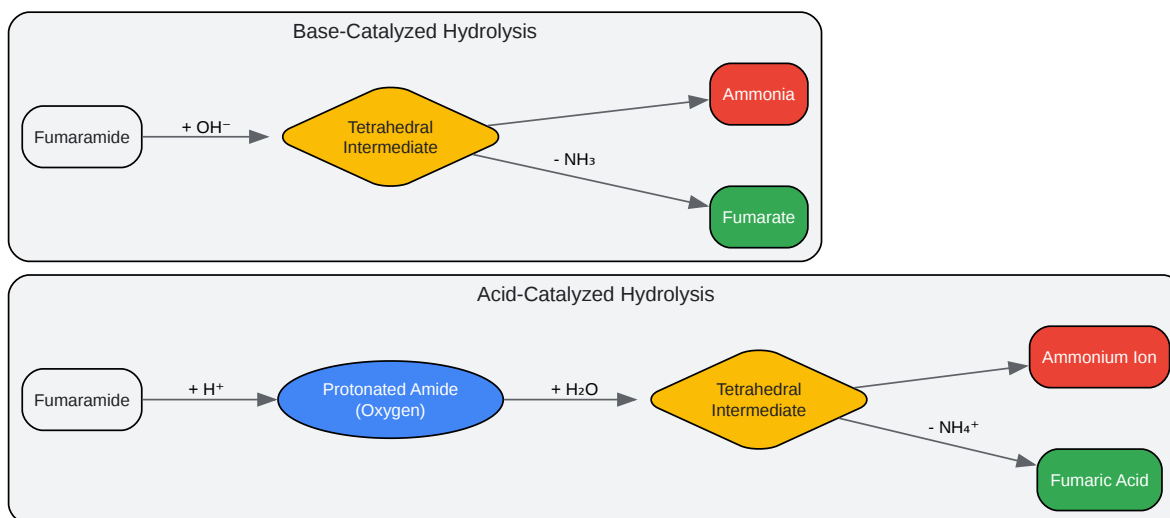 Base-Catalyzed Hydrolysis
Fumaramide
+ OH⁻
Tetrahedral
Intermediate
Ammonia
- NH₃
Fumarate
Acid-Catalyzed Hydrolysis
Fumaramide
+ H⁺
Protonated Amide
(Oxygen)
+ H₂O
Tetrahedral
Intermediate
Ammonium Ion
- NH₄⁺
Fumaric Acid